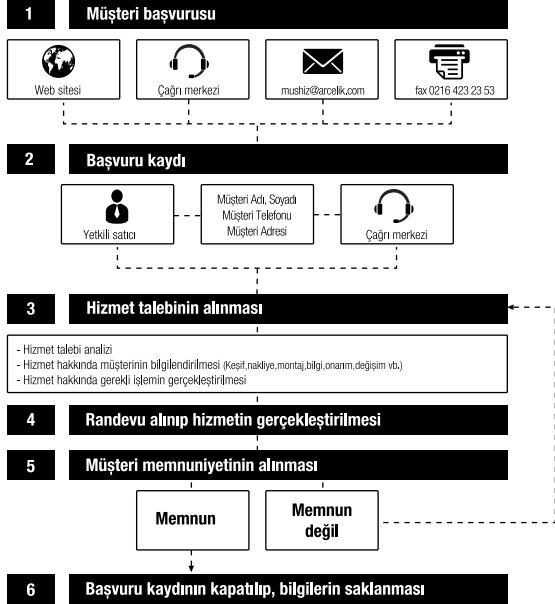 1 Müşteri başvurusu
Web sitesi
Çağrı merkezi
mushiz@arcelik.com
fax 0216 423 23 53
2 Başvuru kaydı
Yetkili satıcı
Müşteri Adı, Soyadı
Müşteri Telefonu
Müşteri Adresi
Çağrı merkezi
3 Hizmet talebinin alınması
- Hizmet talebi analizi
- Hizmet hakkında müşterinin bilgilendirilmesi (Keşif,nakliye,montaj,bilgi,onarım,değişim vb.)
- Hizmet hakkında gerekli işlemin gerçekleştirilmesi
4 Randevu alınıp hizmetin gerçekleştirilmesi
5 Müşteri memnuniyetinin alınması
Memnun
Memnun
değil
6 Başvuru kaydının kapatılıp, bilgilerin saklanması